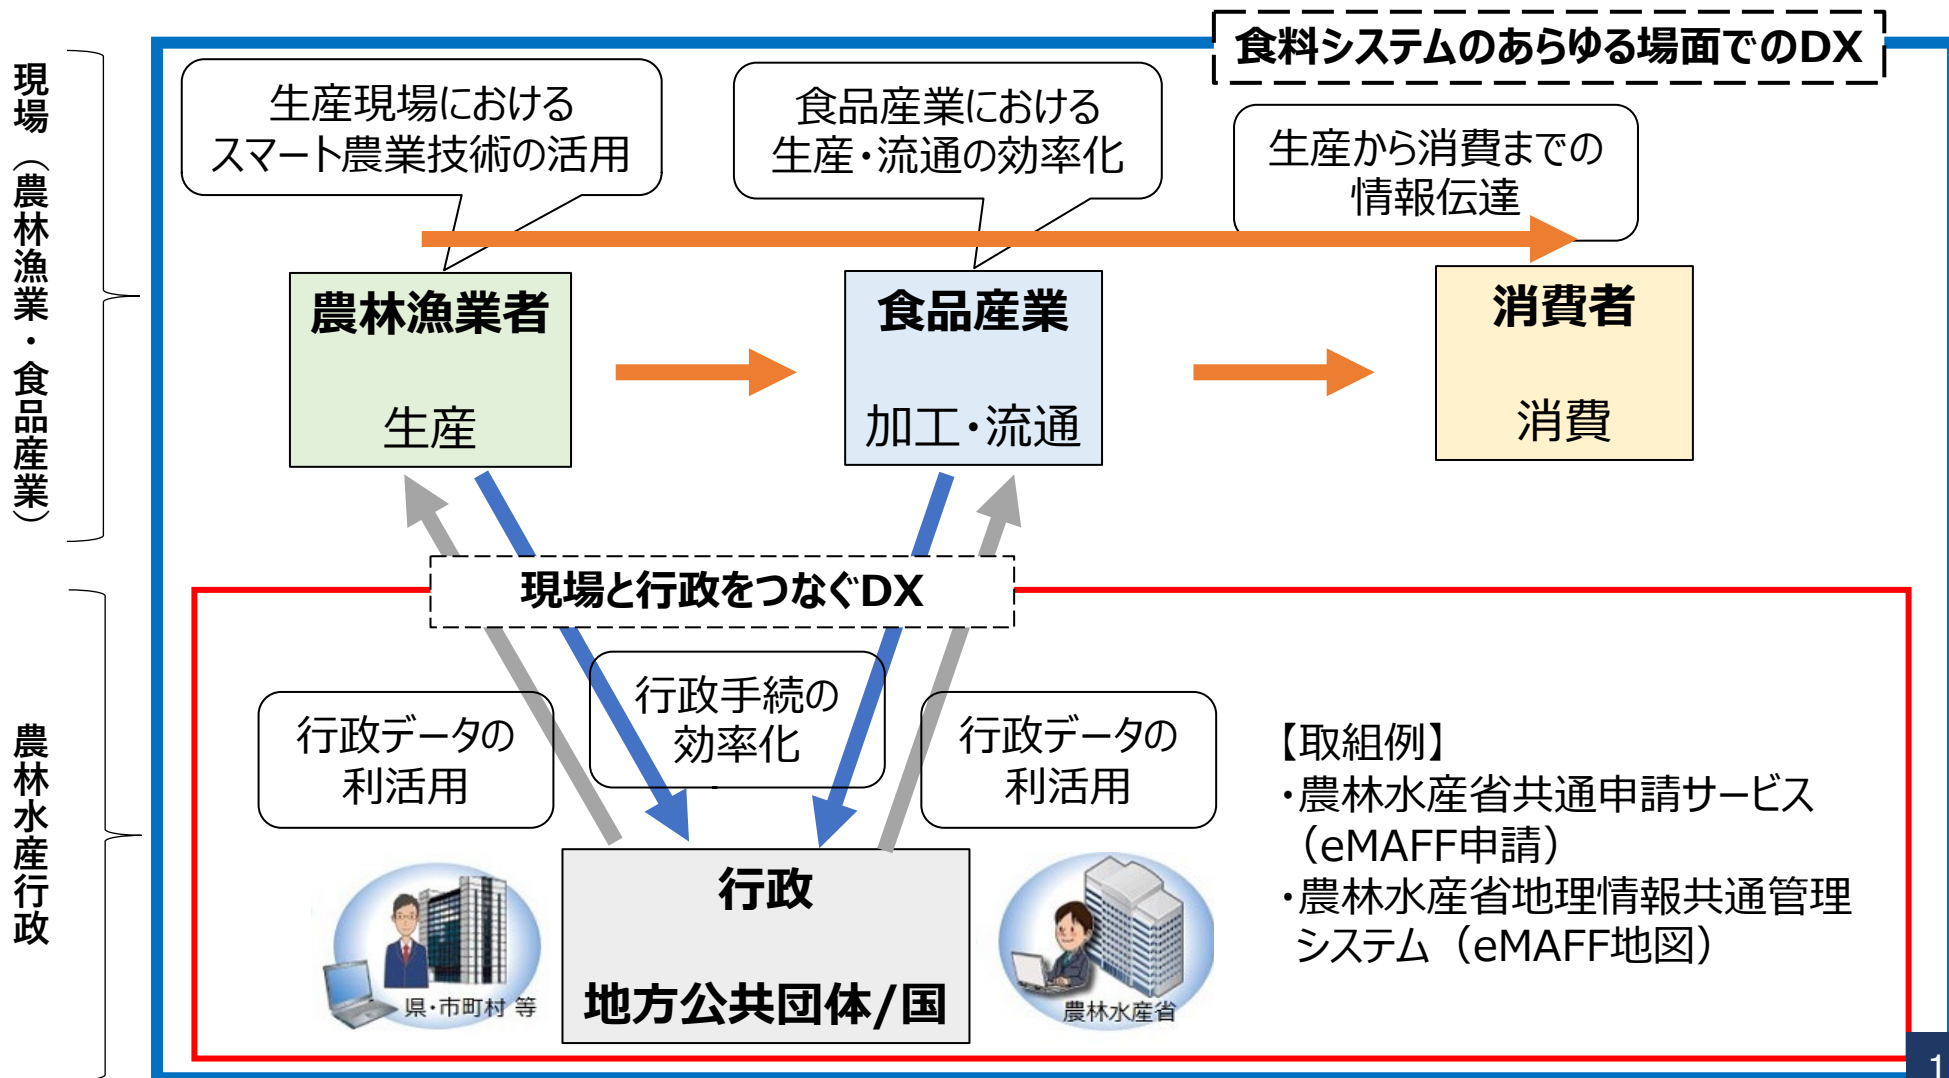 食料システムのあらゆる場面でのDX
現場（農林漁業・食品産業）
生産現場における
スマート農業技術の活用
食品産業における
生産・流通の効率化
生産から消費までの
情報伝達
農林漁業者
生産
食品産業
加工・流通
消費者
消費
現場と行政をつなぐDX
農林水産行政
行政データの
利活用
行政手続の
効率化
行政データの
利活用
【取組例】
・農林水産省共通申請サービス
（eMAFF申請）
・農林水産省地理情報共通管理
システム（eMAFF地図）
県・市町村 等
行政
地方公共団体/国
農林水産省
1